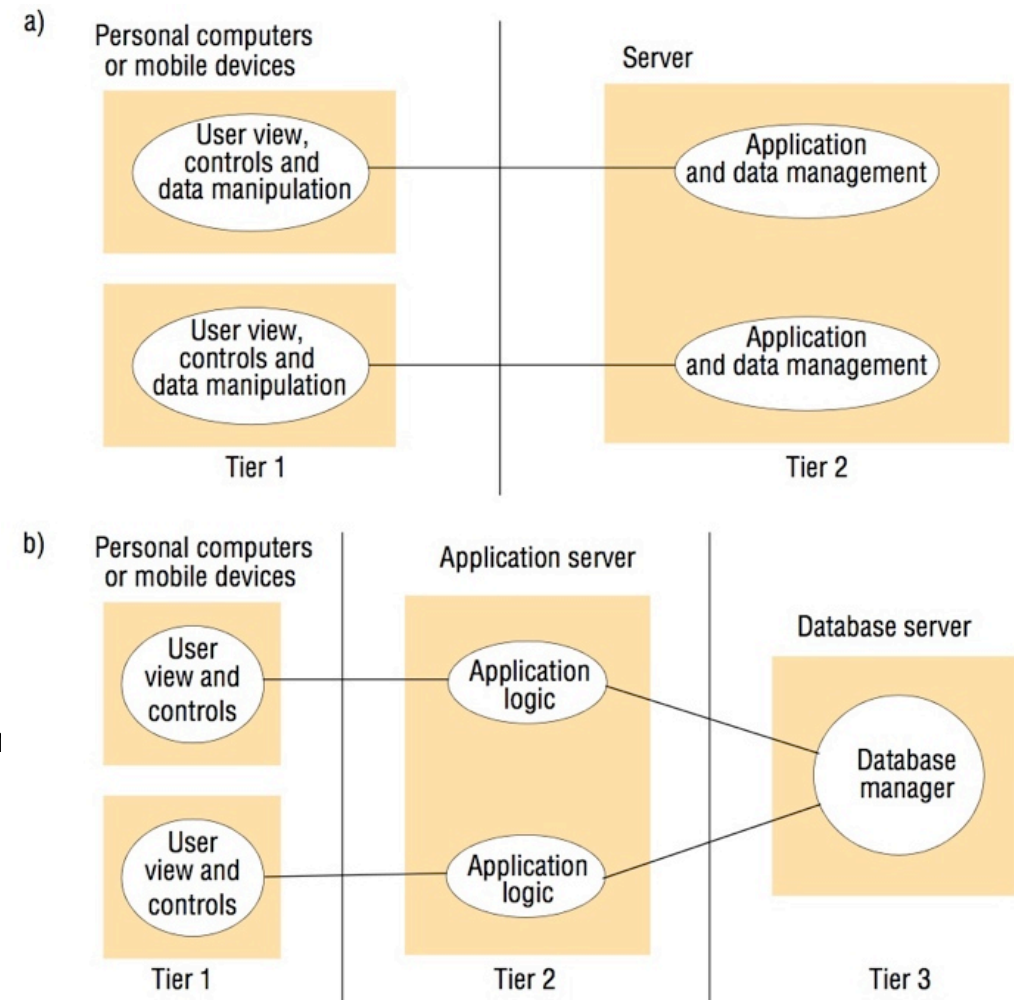 a)
Personal computers
or mobile devices
Server
User view,
controls and
data manipulation
Application
and data management
User view,
controls and
data manipulation
Application
and data management
Tier 1
Tier 2
b)
Personal computers
or mobile devices
Application server
Database server
User
view and
controls
Application
logic
Database
manager
User
view and
controls
Application
logic
Tier 1
Tier 2
Tier 3